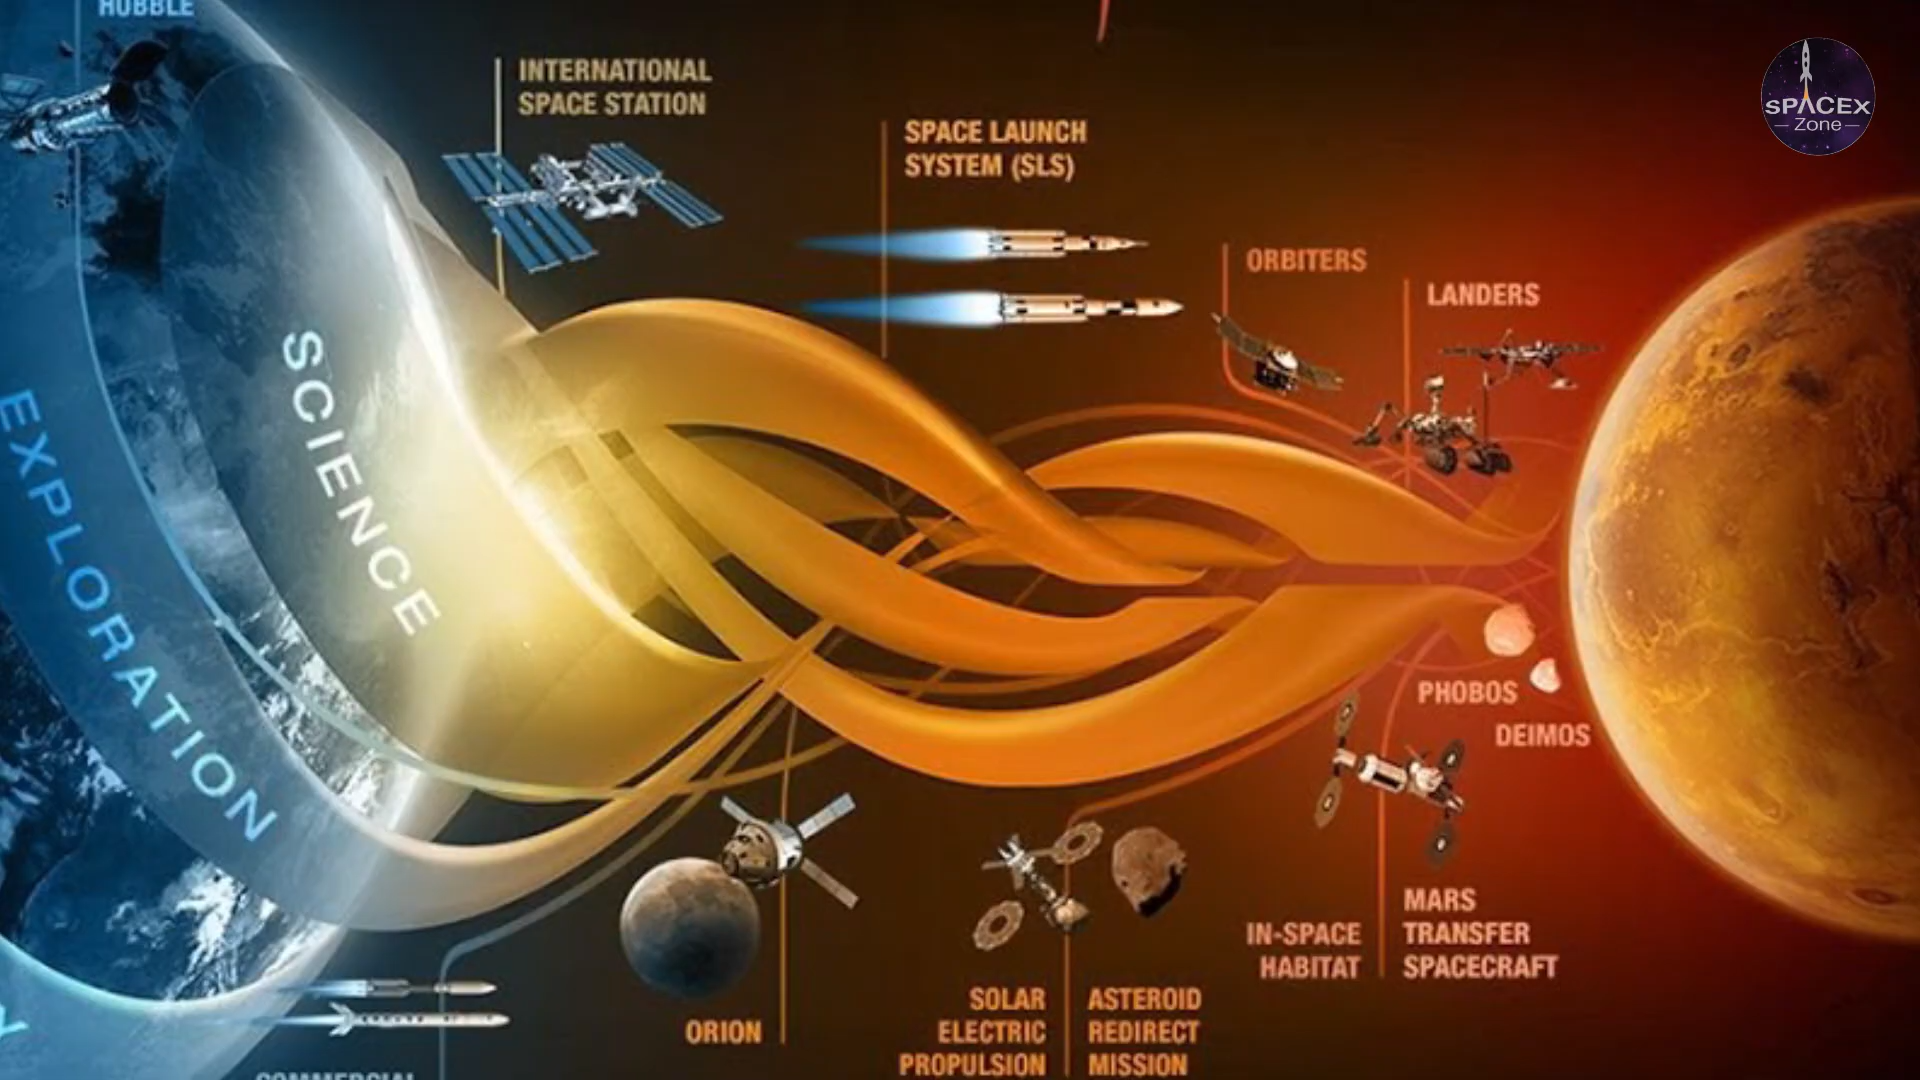 HUBBLE
INTERNATIONAL
SPACE STATION
SPACE LAUNCH
SYSTEM (SLS)
SPACEX
Zone
ORBITERS
LANDERS
SCIENCE
EXPLORATION
PHOBOS
DEIMOS
IN-SPACE
HABITAT
MARS
TRANSFER
SPACECRAFT
ORION
SOLAR
ELECTRIC
PROPULSION
ASTEROID
REDIRECT
MISSION
COMMERCIAL